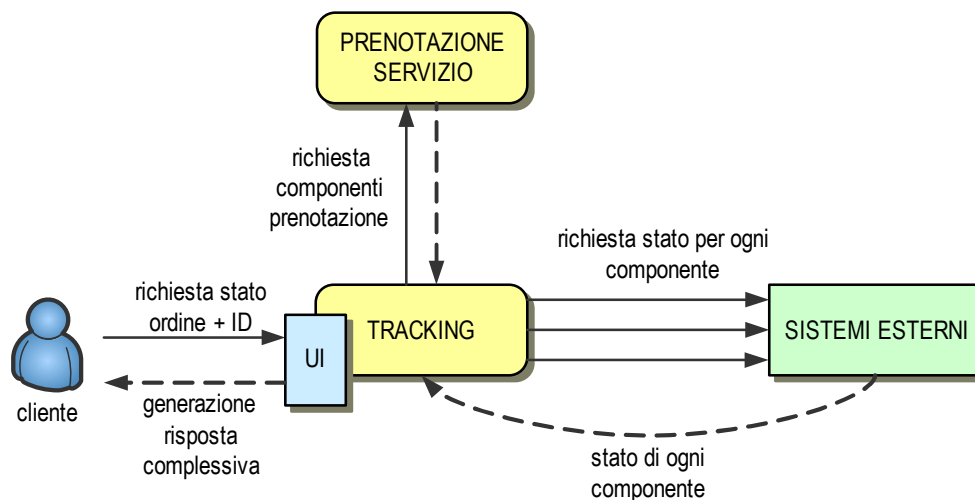 PRENOTAZIONE
SERVIZIO
richiesta
componenti
prenotazione
richiesta stato per ogni
componente
richiesta stato
ordine + ID
UI
TRACKING
SISTEMI ESTERNI
cliente
generazione
risposta
complessiva
stato di ogni
componente